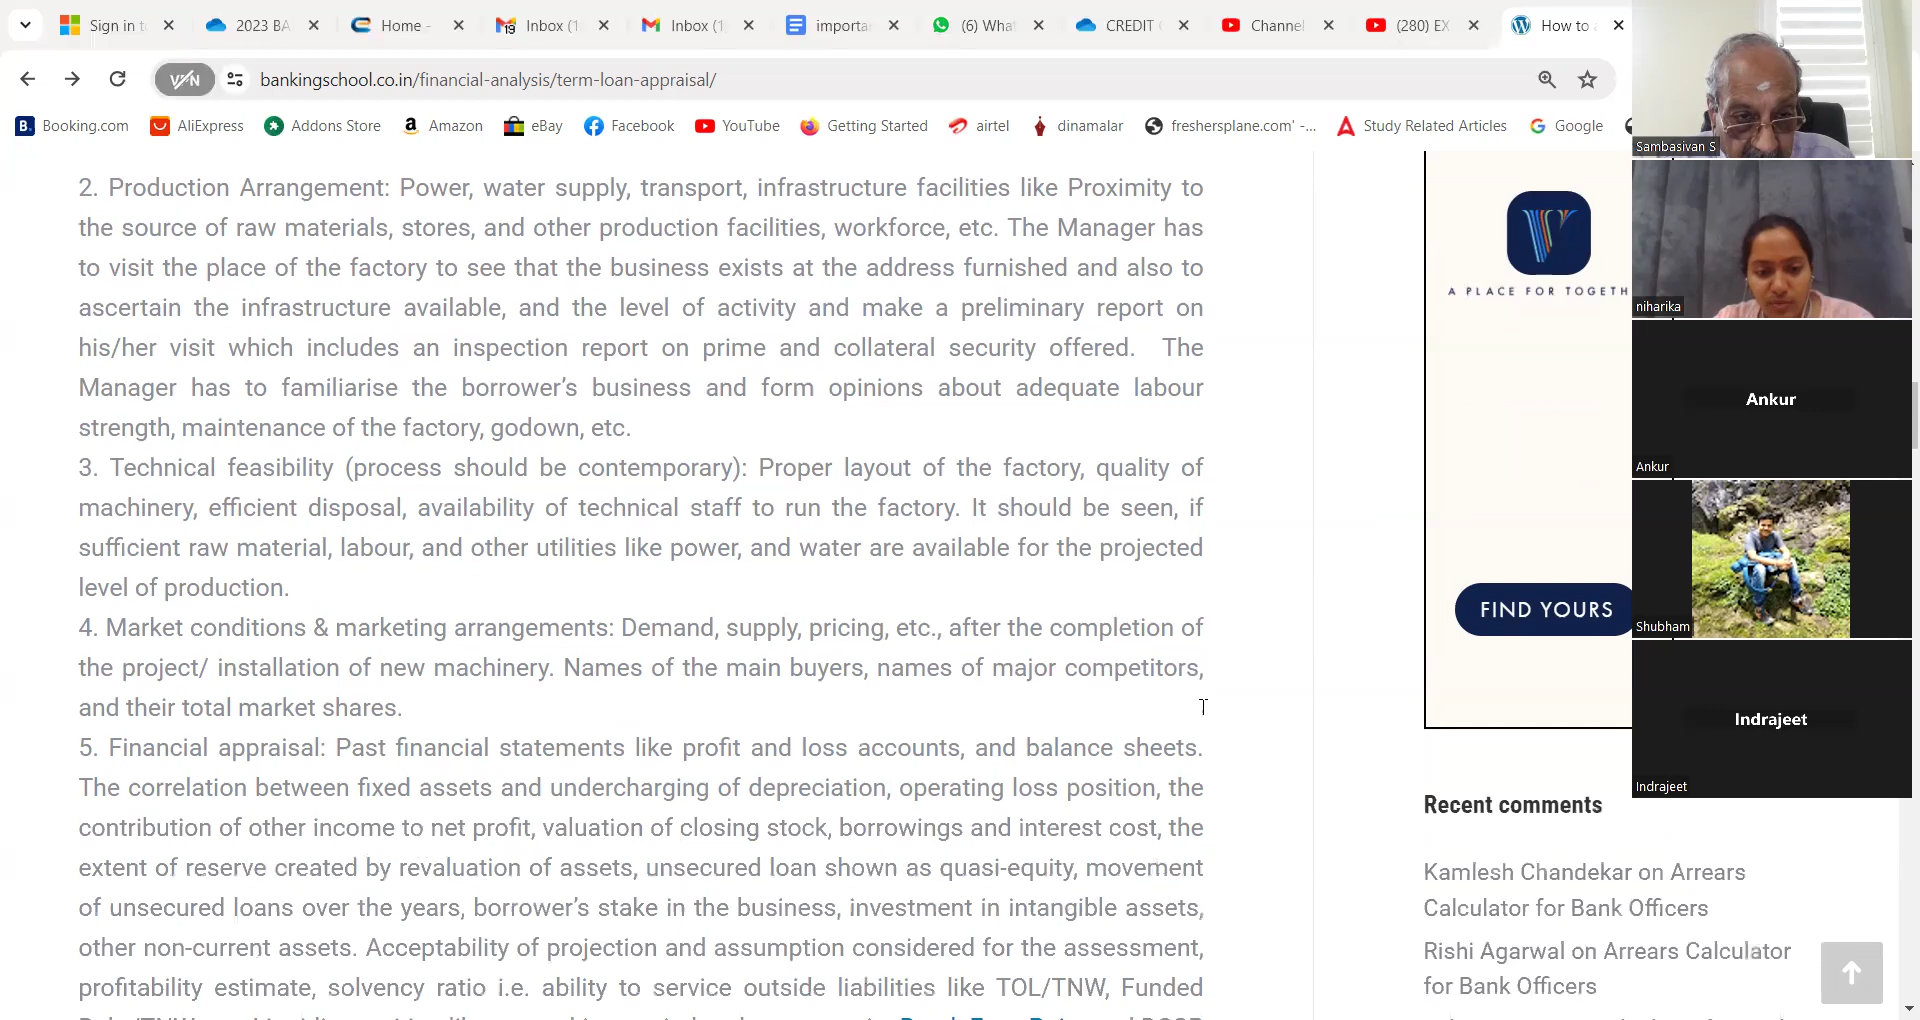 Sign in t
2023 BA
Home -
Inbox (1
Inbox (1
importa
(6) What
CREDIT
Channel
(280) EX
How to
bankingschool.co.in/financial-analysis/term-loan-appraisal/
Booking.com
AliExpress
Addons Store
Amazon
eBay
Facebook
YouTube
Getting Started
airtel
dinamalar
freshersplane.com' -...
Study Related Articles
Google
2. Production Arrangement: Power, water supply, transport, infrastructure facilities like Proximity to
the source of raw materials, stores, and other production facilities, workforce, etc. The Manager has
to visit the place of the factory to see that the business exists at the address furnished and also to
ascertain the infrastructure available, and the level of activity and make a preliminary report on
his/her visit which includes an inspection report on prime and collateral security offered. The
Manager has to familiarise the borrower’s business and form opinions about adequate labour
strength, maintenance of the factory, godown, etc.
3. Technical feasibility (process should be contemporary): Proper layout of the factory, quality of
machinery, efficient disposal, availability of technical staff to run the factory. It should be seen, if
sufficient raw material, labour, and other utilities like power, and water are available for the projected
level of production.
4. Market conditions & marketing arrangements: Demand, supply, pricing, etc., after the completion of
the project/ installation of new machinery. Names of the main buyers, names of major competitors,
and their total market shares.
5. Financial appraisal: Past financial statements like profit and loss accounts, and balance sheets.
The correlation between fixed assets and undercharging of depreciation, operating loss position, the
contribution of other income to net profit, valuation of closing stock, borrowings and interest cost, the
extent of reserve created by revaluation of assets, unsecured loan shown as quasi-equity, movement
of unsecured loans over the years, borrower’s stake in the business, investment in intangible assets,
other non-current assets. Acceptability of projection and assumption considered for the assessment,
profitability estimate, solvency ratio i.e. ability to service outside liabilities like TOL/TNW, Funded
A PLACE FOR TOGETH
FIND YOURS
Recent comments
Kamlesh Chandekar on Arrears
Calculator for Bank Officers
Rishi Agarwal on Arrears Calculator
for Bank Officers
Sambasivan S
niharika
Ankur
Ankur
Shubham
Indrajeet
Indrajeet